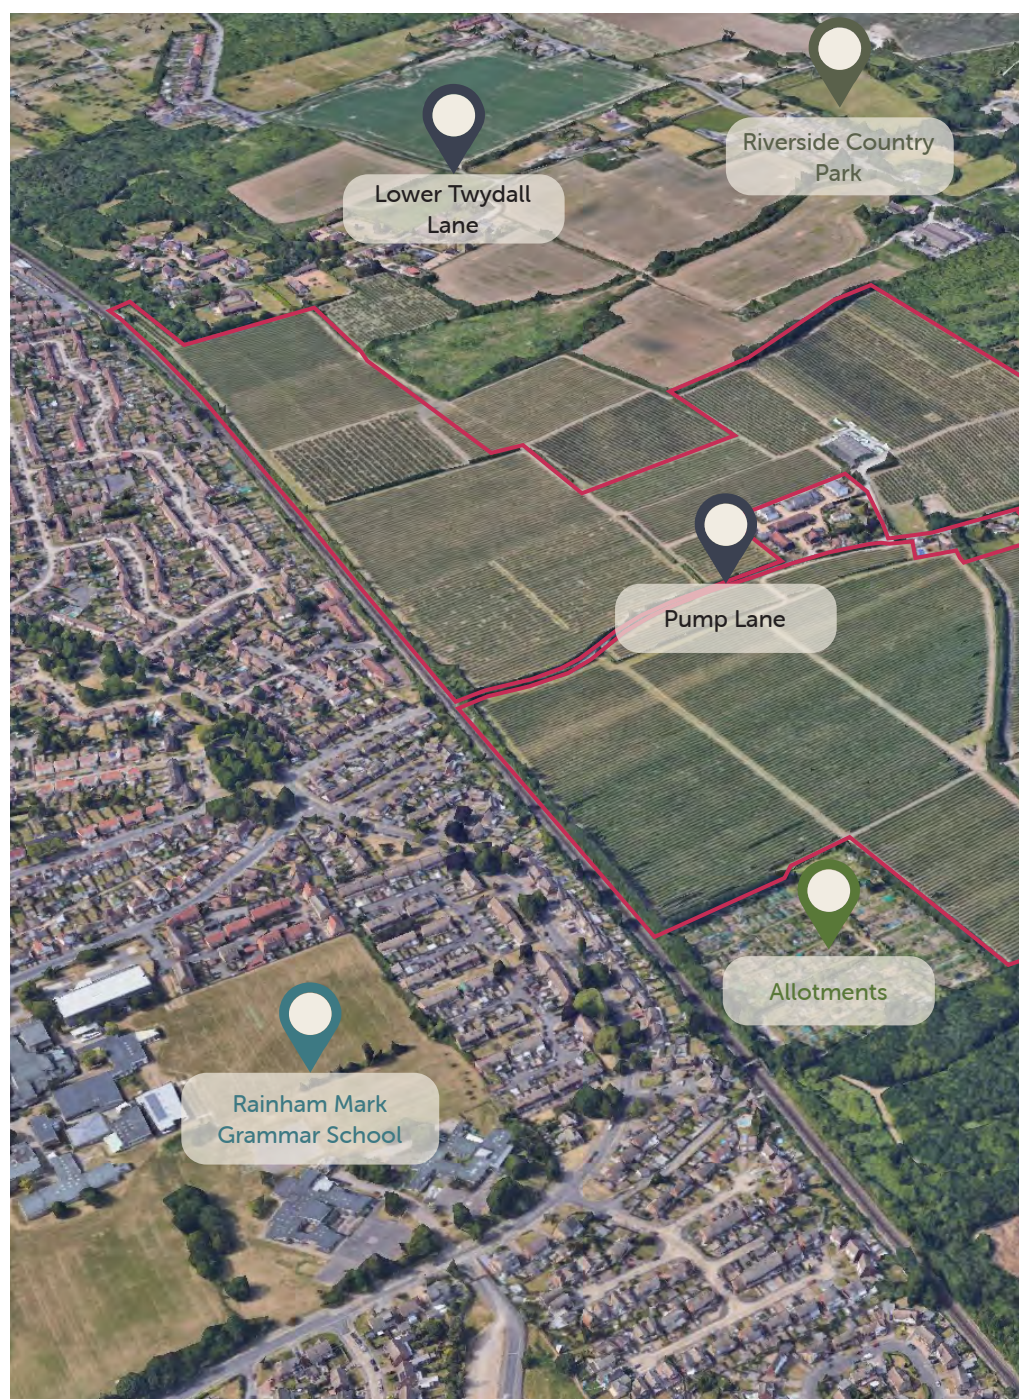 Riverside Country
Park
Lower Twydall
Lane
Pump Lane
Allotments
Rainham Mark
Grammar School